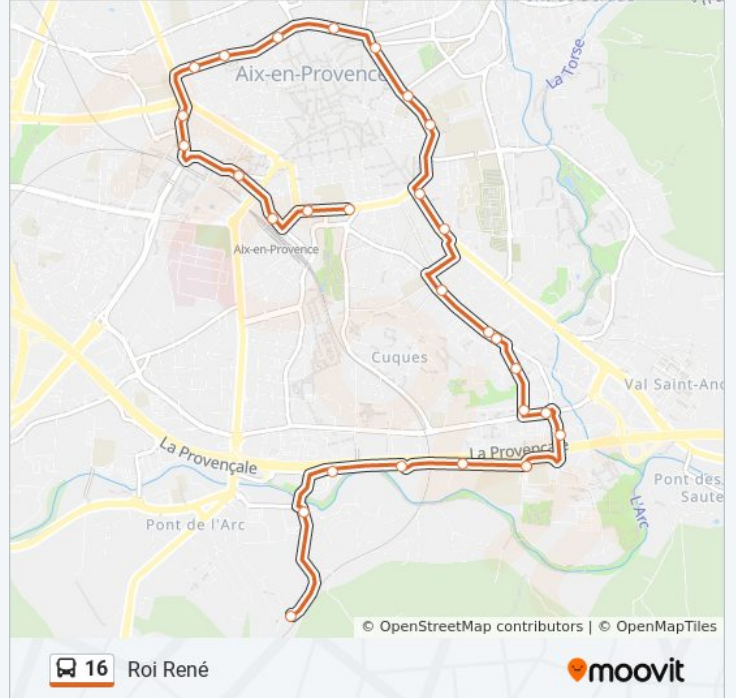 La Torse
Aix-en-Provence
Aix-en-Provence
Cuques
Val Saint-And
La Provençale
La Provençale
Pont des
Saute
L'Arc
Pont de l'Arc
© OpenStreetMap contributors | © OpenMapTiles
16 Roi René
moovit